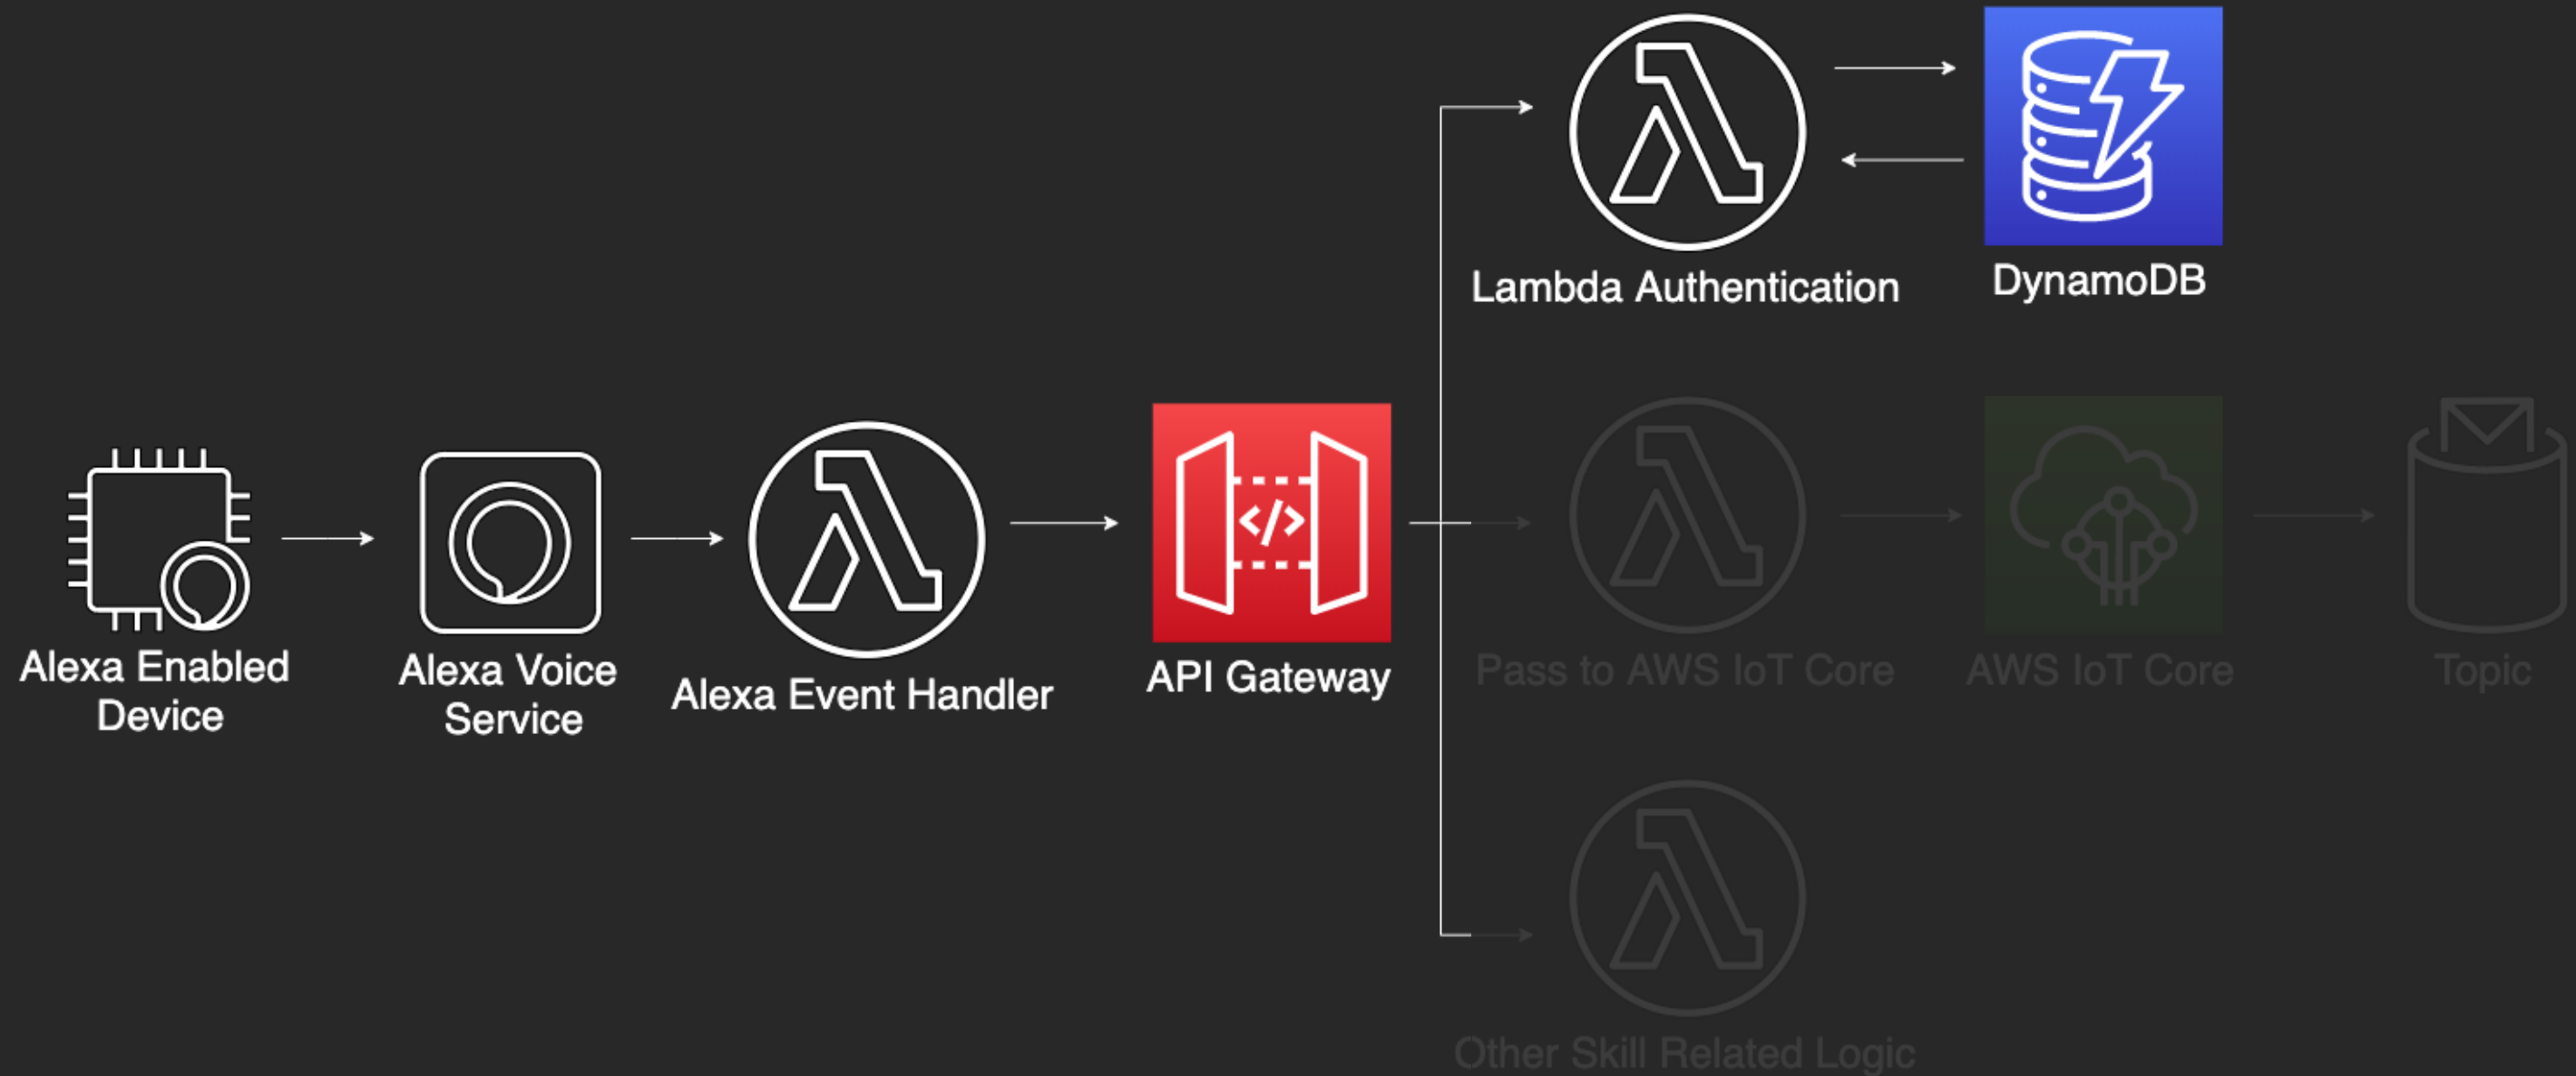 Lambda Authentication
DynamoDB
Alexa Enabled
Device
Alexa Voice
Service
Alexa Event Handler
</>
API Gateway
Pass to AWS IoT Core
AWS IoT Core
Topic
Other Skill Related Logic